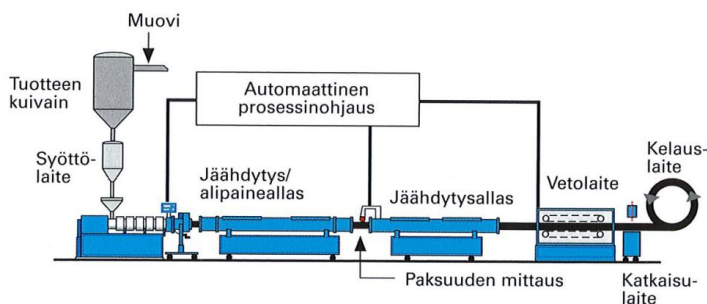 Muovi
Tuotteen
kuivain
Automaattinen
prosessinohjaus
Syöttö-
laite
Jäähdytys/
alipaineallas
Jäähdytysallas
Vetolaite
Kelaus-
laite
Paksuuden mittaus
Katkaisu-
laite